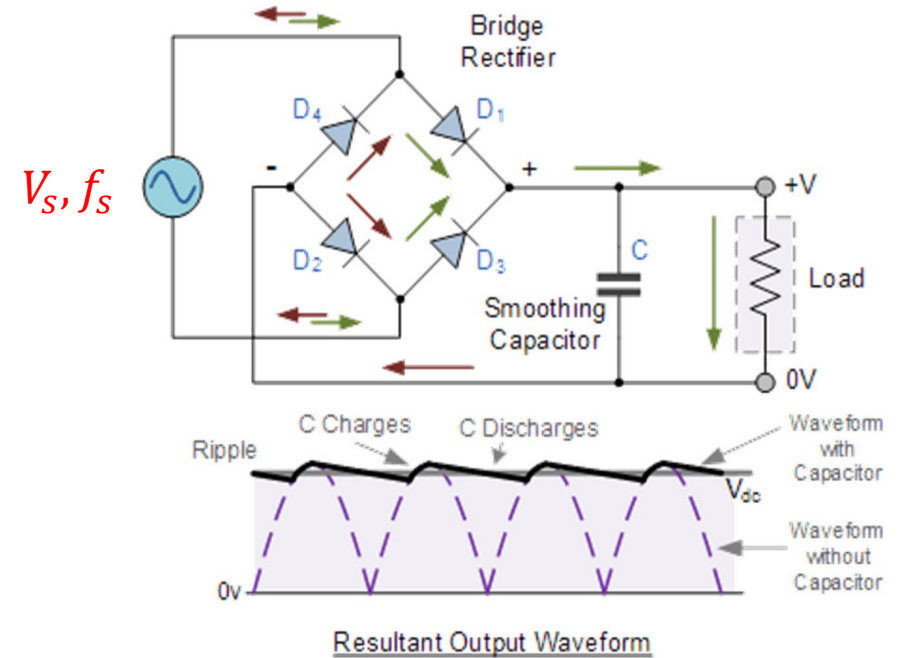 Bridge
Rectifier
D4
D1
Vs, fs
-
+
+V
D2
D3
C
Load
Smoothing
Capacitor
0V
C Charges
C Discharges
Waveform
with
Capacitor
Ripple
Vdc
Waveform
without
Capacitor
0v
Resultant Output Waveform